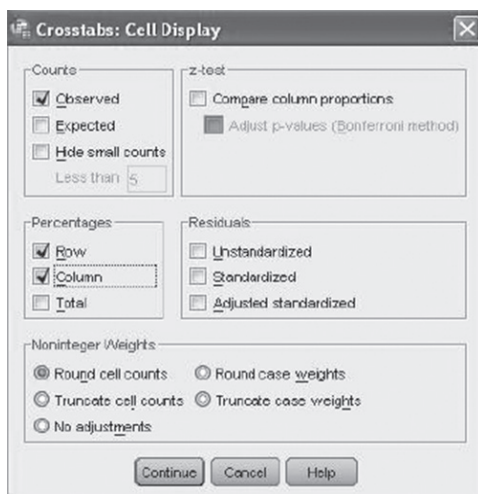 Crosstabs: Cell Display
Counts
Observed
Expected
Hide small counts
Less than 5
z-test
Compare column proportions
Adjust p-values (Bonferroni method)
Percentages
Row
Column
Total
Residuals
Unstandardized
Standardized
Adjusted standardized
Noninteger Weights
Round cell counts
Round case weights
Truncate cell counts
Truncate case weights
No adjustments
Continue
Cancel
Help